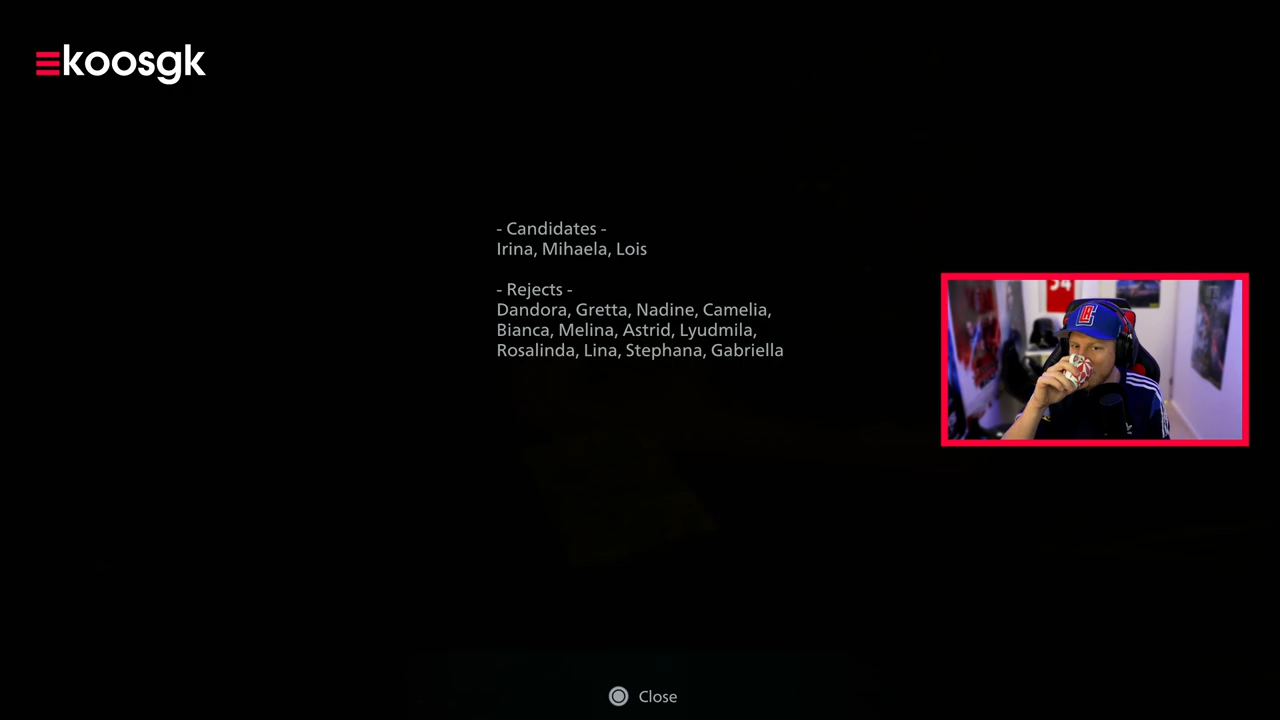 koosgk
- Candidates -
Irina, Mihaela, Lois
- Rejects -
Dandora, Gretta, Nadine, Camelia,
Bianca, Melina, Astrid, Lyudmila,
Rosalinda, Lina, Stephana, Gabriella
Close